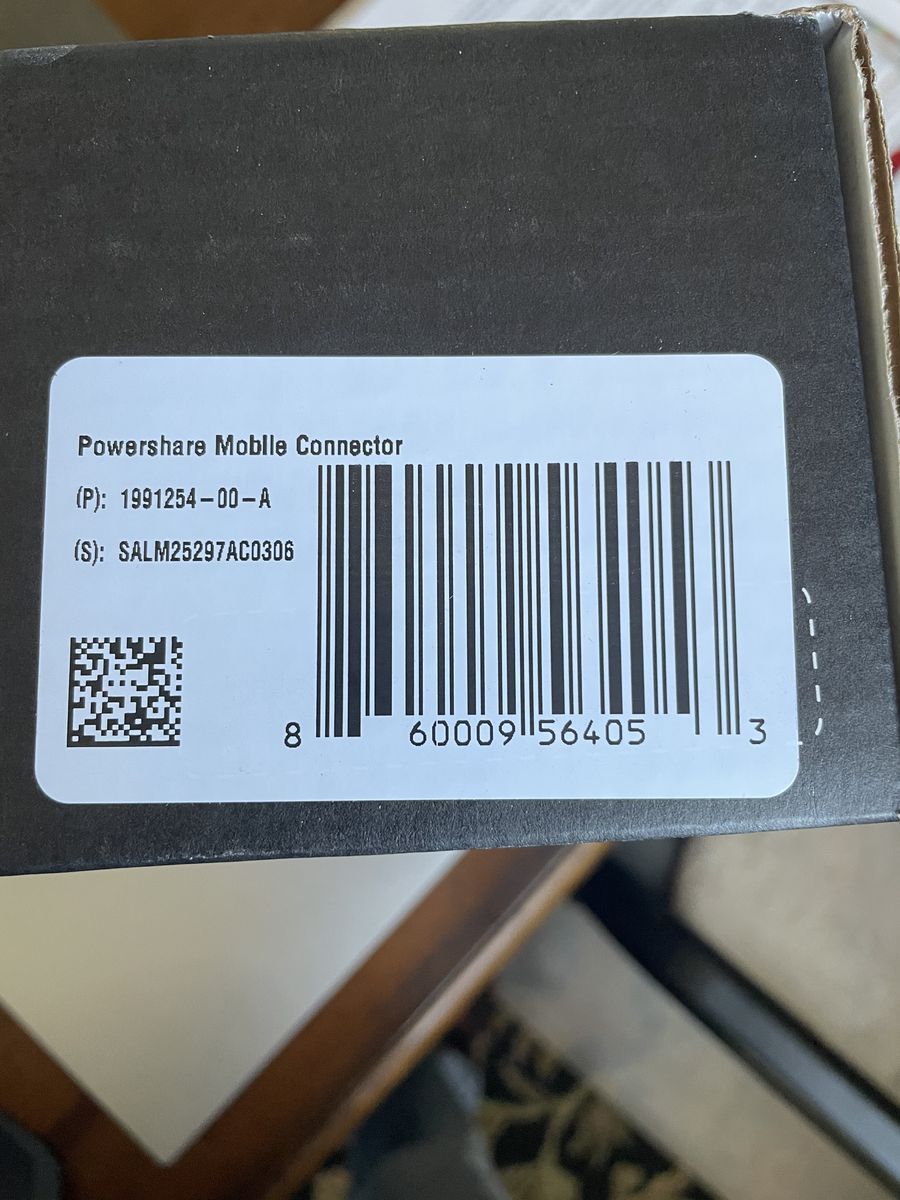 Powershare Mobile Connector
(P): 1991254-00-A
(S): SALM25297AC0306
8 60009 56405 3